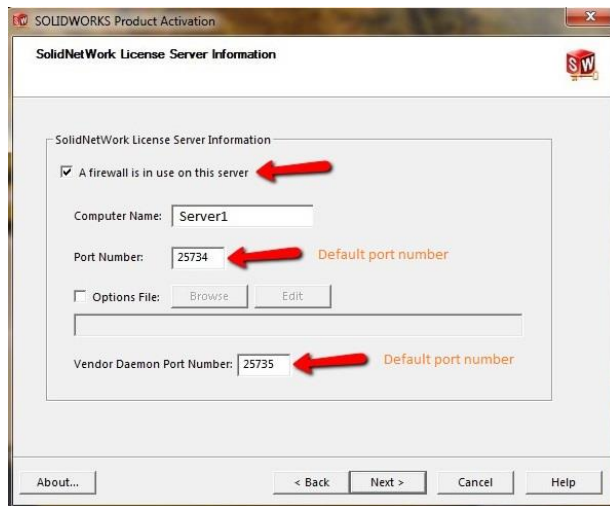 SOLIDWORKS Product Activation
SolidNetWork License Server Information
SW
SolidNetWork License Server Information
A firewall is in use on this server
Computer Name: Server1
Port Number: 25734 Default port number
Options File: Browse Edit
Vendor Daemon Port Number: 25735 Default port number
About... < Back Next > Cancel Help